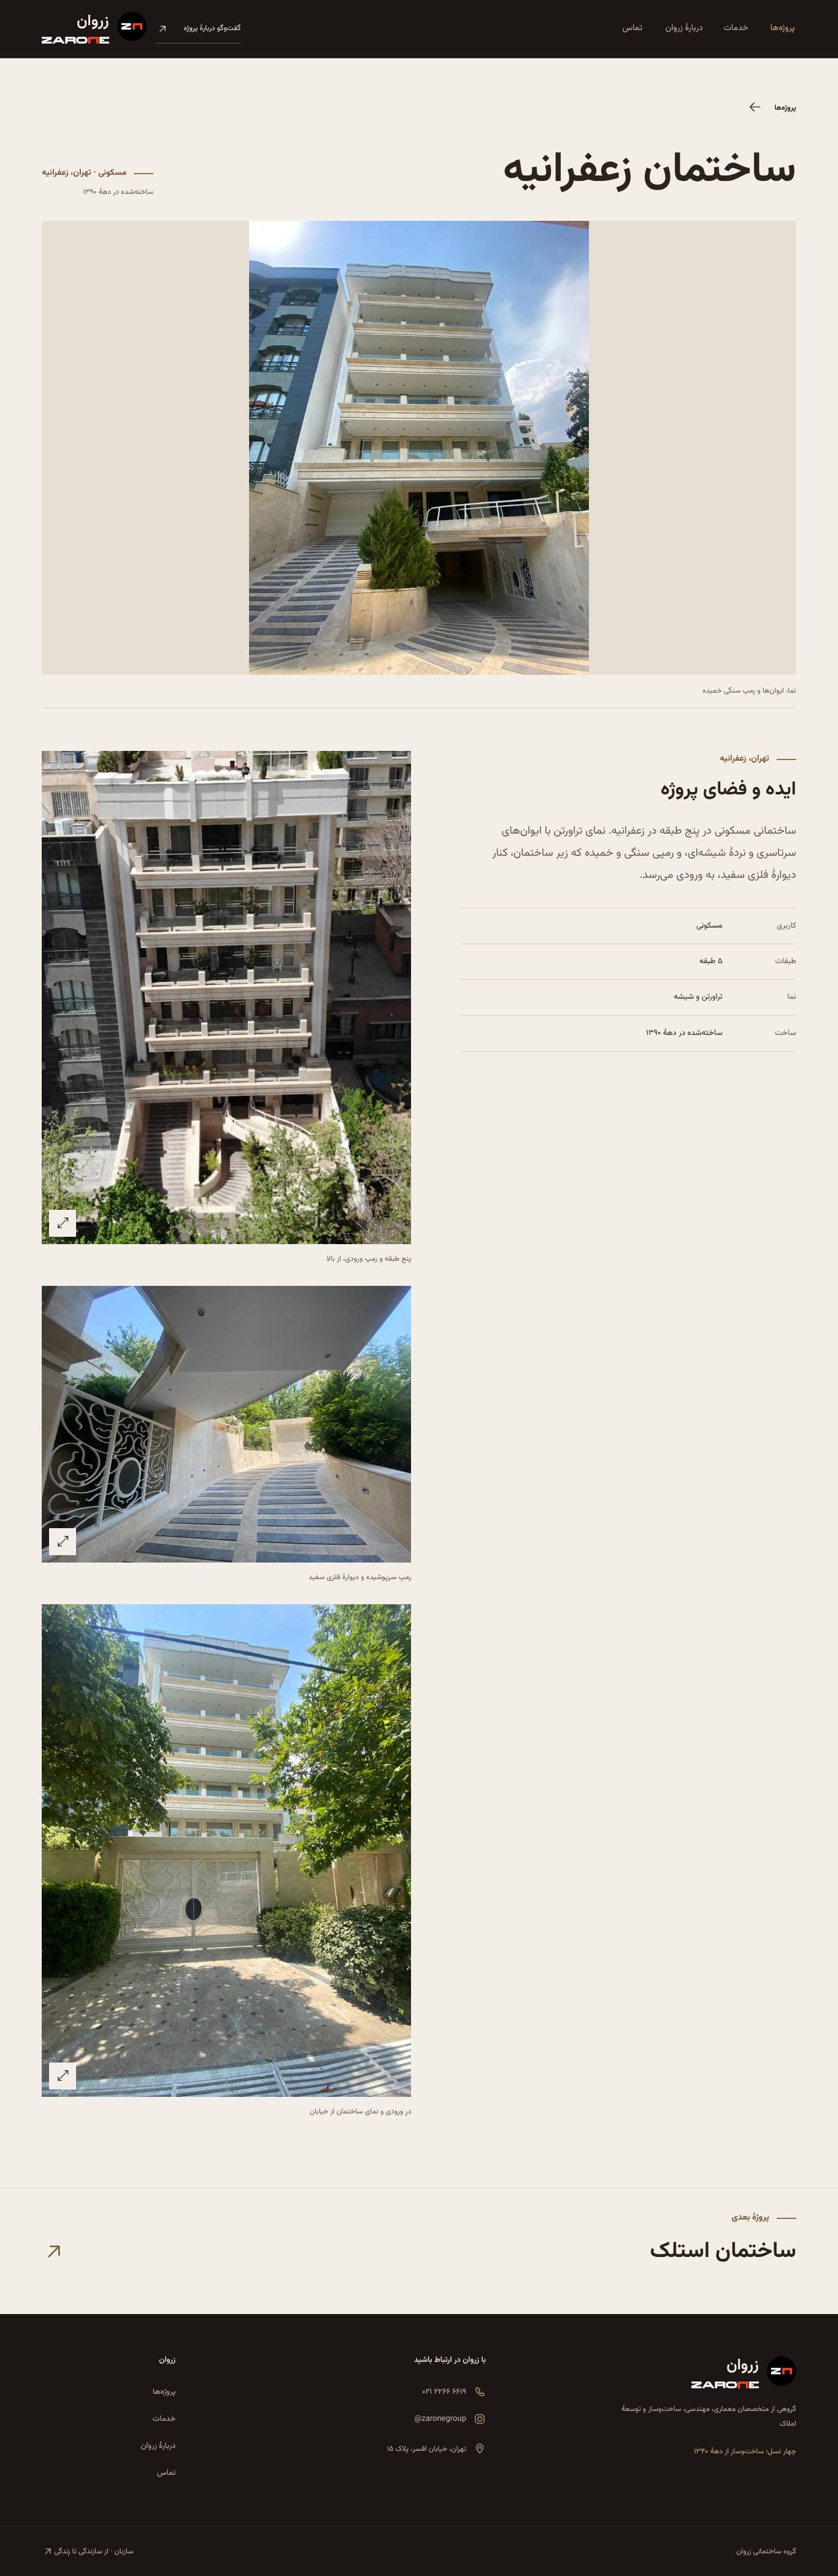 پروژه‌ها
خدمات
دربارهٔ زروان
تماس
گفت‌وگو دربارهٔ پروژه
زروان
ZARONE
پروژه‌ها
ساختمان زعفرانیه
مسکونی · تهران، زعفرانیه
ساخته‌شده در دههٔ ۱۳۹۰
نما، ایوان‌ها و رمپ سنگی خمیده
تهران، زعفرانیه
ایده و فضای پروژه
ساختمانی مسکونی در پنج طبقه در زعفرانیه. نمای تراورتن با ایوان‌های
سرتاسری و نردهٔ شیشه‌ای، و رمپی سنگی و خمیده که زیر ساختمان، کنار
دیوارهٔ فلزی سفید، به ورودی می‌رسد.
کاربری
مسکونی
طبقات
۵ طبقه
نما
تراورتن و شیشه
ساخت
ساخته‌شده در دههٔ ۱۳۹۰
پنج طبقه و رمپ ورودی، از بالا
رمپ سرپوشیده و دیوارهٔ فلزی سفید
درِ ورودی و نمای ساختمان از خیابان
پروژهٔ بعدی
ساختمان استلک
زروان
ZARONE
گروهی از متخصصان معماری، مهندسی، ساخت‌وساز و توسعهٔ
املاک
چهار نسل؛ ساخت‌وساز از دههٔ ۱۳۴۰
با زروان در ارتباط باشید
۰۲۱ ۲۲۶۶ ۶۶۱۹
@zaronegroup
تهران، خیابان افسر، پلاک ۱۵
زروان
پروژه‌ها
خدمات
دربارهٔ زروان
تماس
گروه ساختمانی زروان
سازبان · از سازندگی تا زندگی